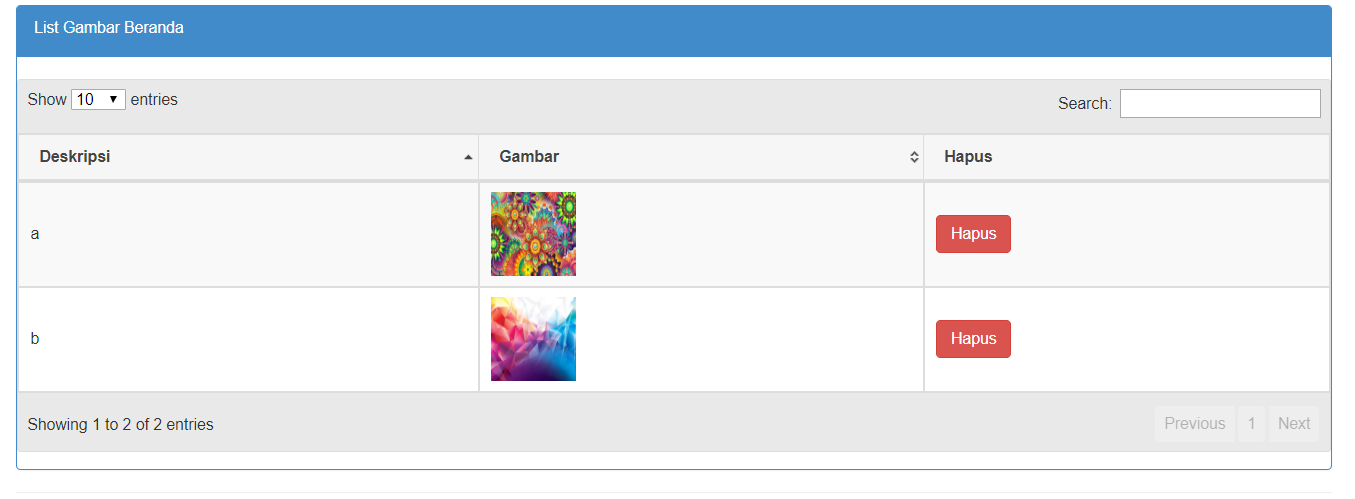 List Gambar Beranda
Show 10 entries Search:
Deskripsi Gambar Hapus
a Hapus
b Hapus
Showing 1 to 2 of 2 entries Previous 1 Next